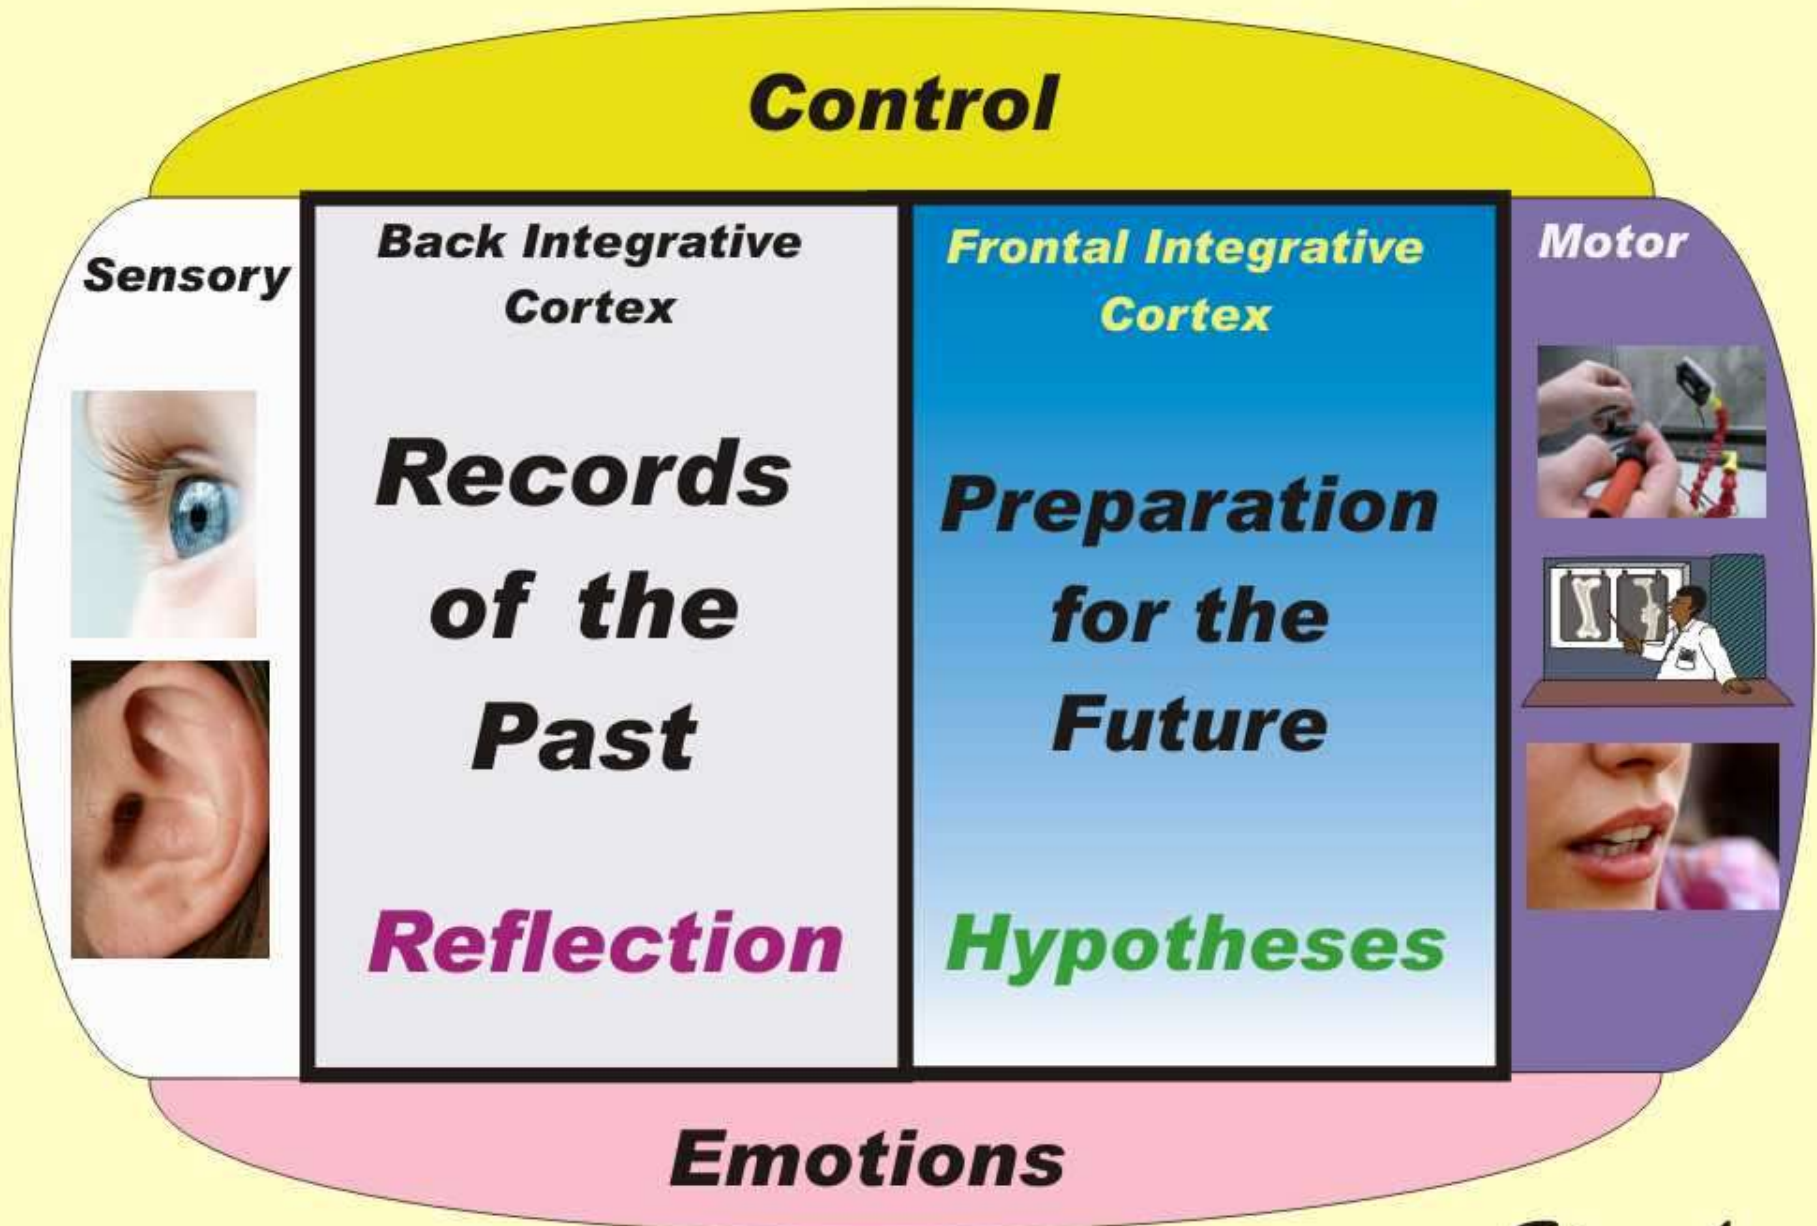 Control
Sensory
Back Integrative
Cortex
Records
of the
Past
Reflection
Frontal Integrative
Cortex
Preparation
for the
Future
Hypotheses
Motor
Emotions